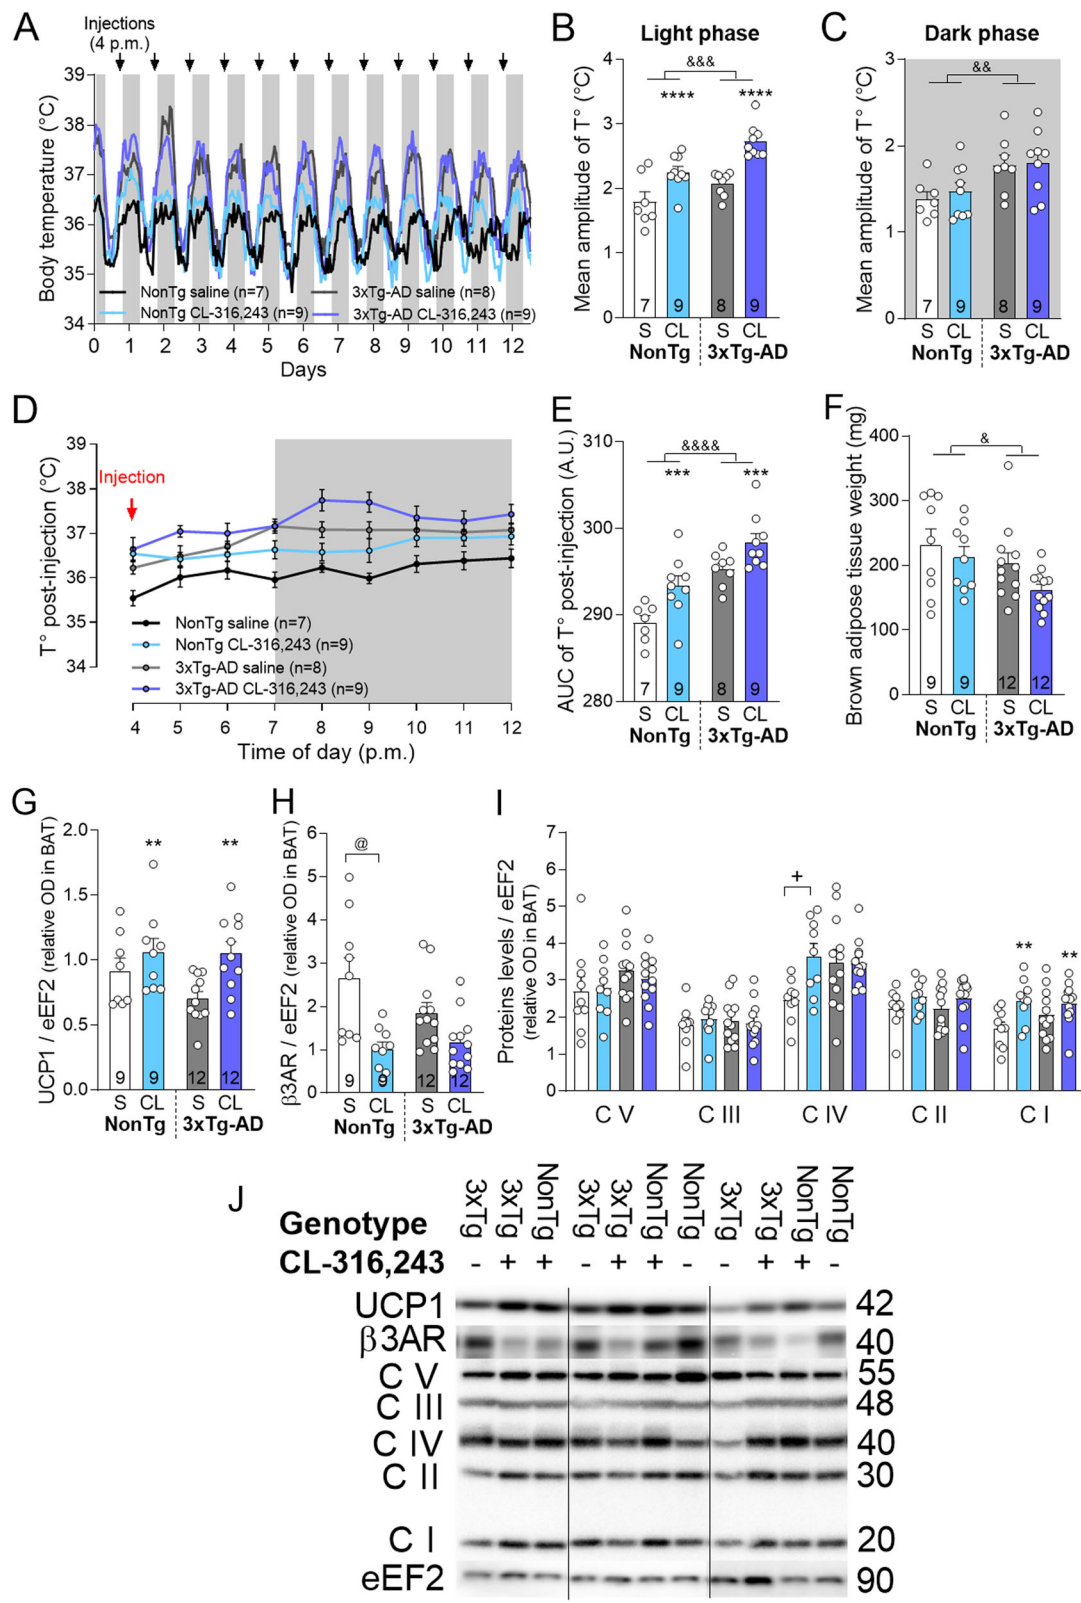 A
Injections
(4 p.m.)
Body temperature (°C)
39
38
37
36
35
34
NonTg saline (n=7)
3xTg-AD saline (n=8)
NonTg CL-316,243 (n=9)
3xTg-AD CL-316,243 (n=9)
0 1 2 3 4 5 6 7 8 9 10 11 12
Days
B
Light phase
Mean amplitude of T° (°C)
4
3
2
1
0
&&&
**** ****
7 9 8 9
S CL S CL
NonTg 3xTg-AD
C
Dark phase
Mean amplitude of T° (°C)
3
2
1
0
&&
7 9 8 9
S CL S CL
NonTg 3xTg-AD
D
T° post-injection (°C)
39
38
37
36
35
34
Injection
NonTg saline (n=7)
NonTg CL-316,243 (n=9)
3xTg-AD saline (n=8)
3xTg-AD CL-316,243 (n=9)
4 5 6 7 8 9 10 11 12
Time of day (p.m.)
E
AUC of T° post-injection (A.U.)
310
300
290
280
&&&&
*** ***
7 9 8 9
S CL S CL
NonTg 3xTg-AD
F
Brown adipose tissue weight (mg)
400
300
200
100
0
&
9 9 12 12
S CL S CL
NonTg 3xTg-AD
G
UCP1 / eEF2 (relative OD in BAT)
2.0
1.5
1.0
0.5
0.0
** **
9 9 12 12
S CL S CL
NonTg 3xTg-AD
H
β3AR / eEF2 (relative OD in BAT)
6
5
4
3
2
1
0
@
9 9 12 12
S CL S CL
NonTg 3xTg-AD
I
Proteins levels / eEF2
(relative OD in BAT)
7
6
5
4
3
2
1
0
+
** **
C V C III C IV C II C I
J
Genotype 3xTg 3xTg NonTg 3xTg 3xTg NonTg NonTg 3xTg 3xTg NonTg NonTg
CL-316,243 - + + - + + - - + + -
UCP1 42
β3AR 40
C V 55
C III 48
C IV 40
C II 30
C I 20
eEF2 90